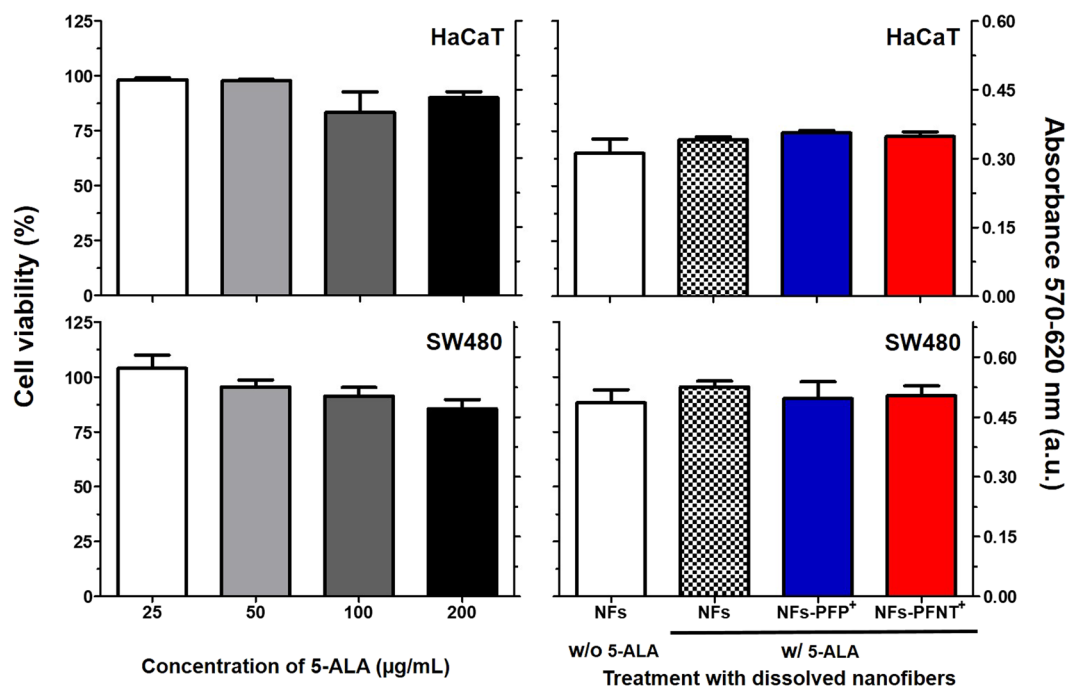 Cell viability (%)
125
100
75
50
25
0
HaCaT
HaCaT
0.60
0.45
0.30
0.15
0.00
125
100
75
50
25
0
SW480
SW480
0.60
0.45
0.30
0.15
0.00
Absorbance 570-620 nm (a.u.)
25 50 100 200
Concentration of 5-ALA (µg/mL)
NFs NFs NFs-PFP⁺ NFs-PFNT⁺
w/o 5-ALA w/ 5-ALA
Treatment with dissolved nanofibers